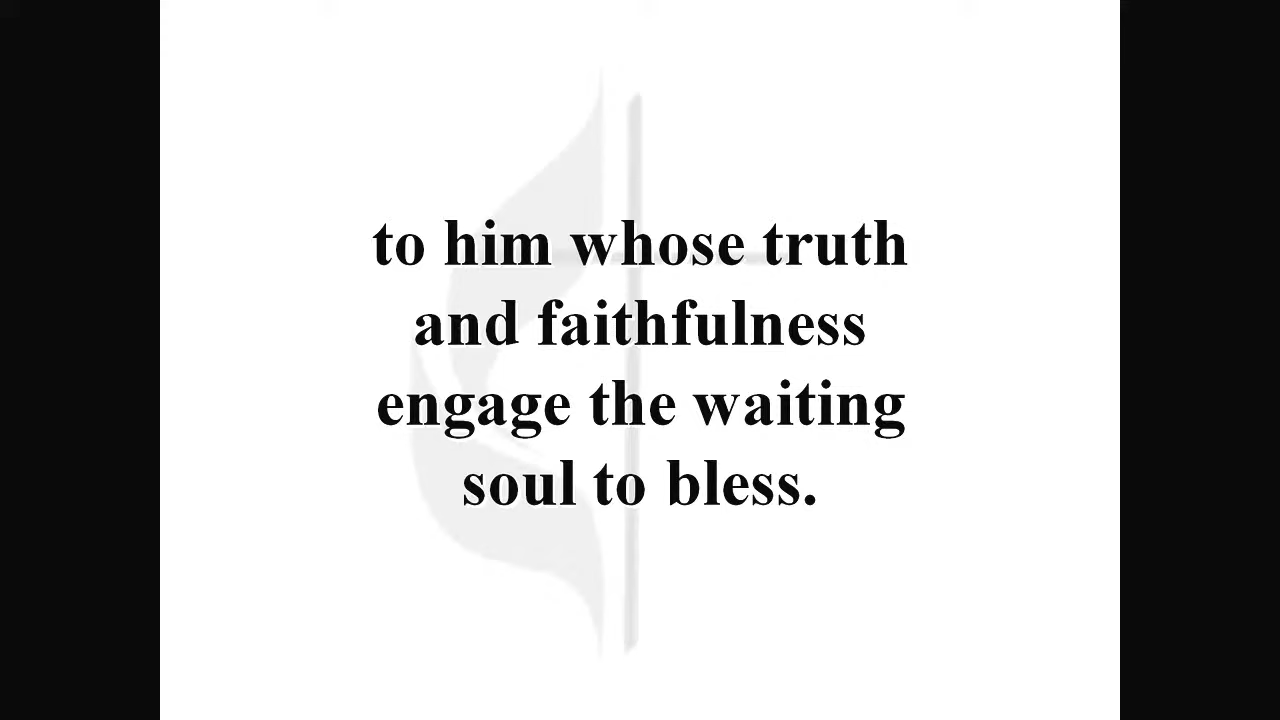 to him whose truth
and faithfulness
engage the waiting
soul to bless.